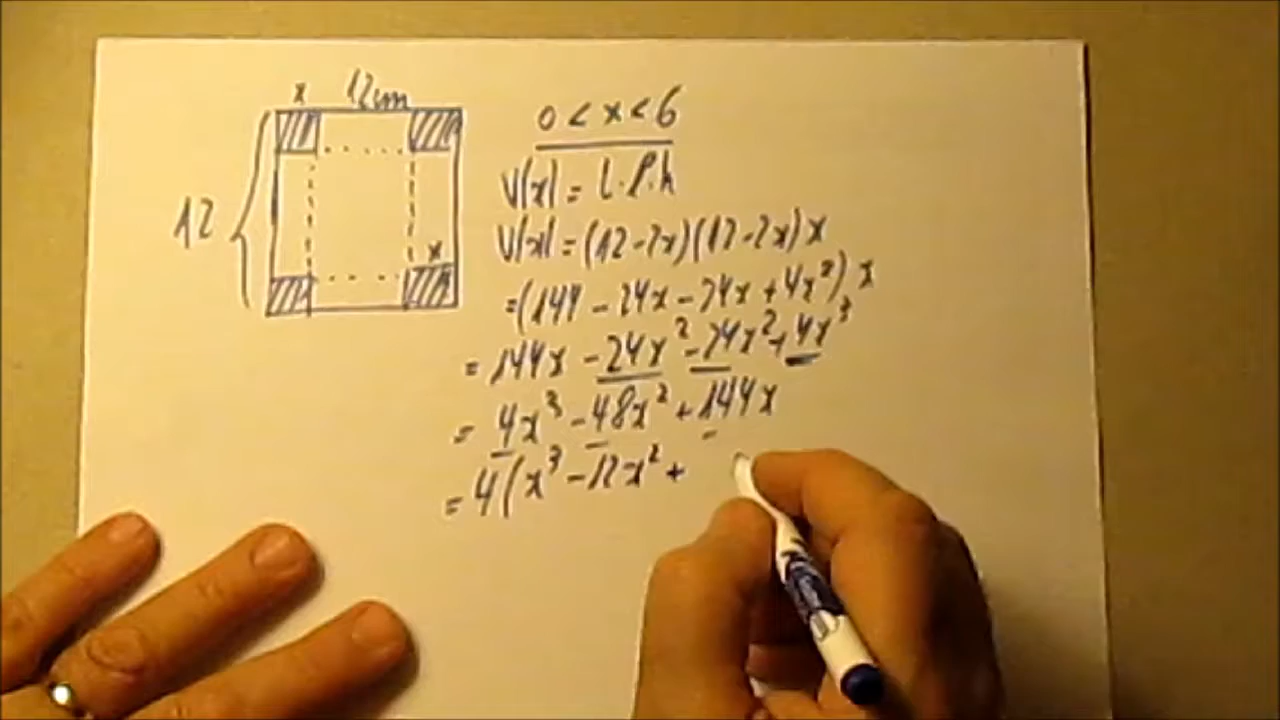 x 12cm
12
x
0 < x < 6
V(x) = l.P.h
V(x) = (12-2x)(12-2x)x
=(144 - 24x - 24x + 4x²)x
= 144x - 24x² - 24x² + 4x³
= 4x³ - 48x² + 144x
= 4(x³ - 12x² +